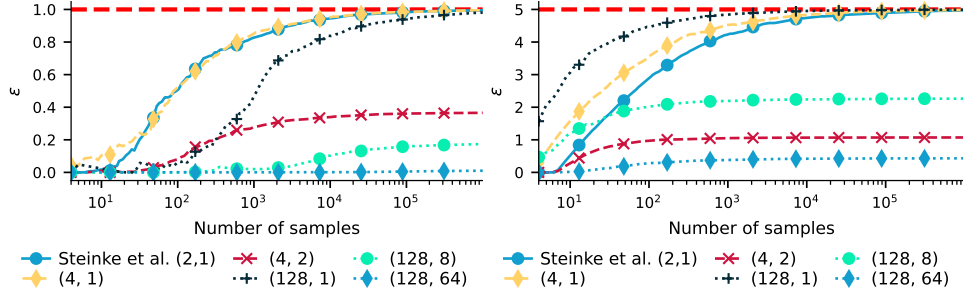 1.0
0.8
0.6
0.4
0.2
0.0
ε
10¹ 10² 10³ 10⁴ 10⁵
Number of samples
Steinke et al. (2,1) (4, 2) (128, 8)
(4, 1) (128, 1) (128, 64)
5
4
3
2
1
0
ε
10¹ 10² 10³ 10⁴ 10⁵
Number of samples
Steinke et al. (2,1) (4, 2) (128, 8)
(4, 1) (128, 1) (128, 64)